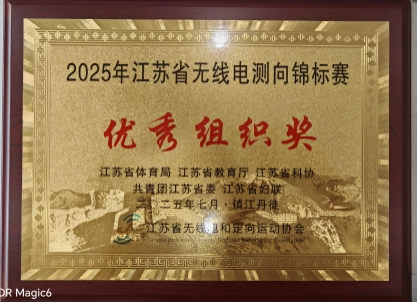 2025年江苏省无线电测向锦标赛
优秀组织奖
江苏省体育局 江苏省教育厅 江苏省科协
共青团江苏省委 江苏省妇联
二〇二五年七月·镇江丹徒
江苏省无线电和定向运动协会
OR Magic6